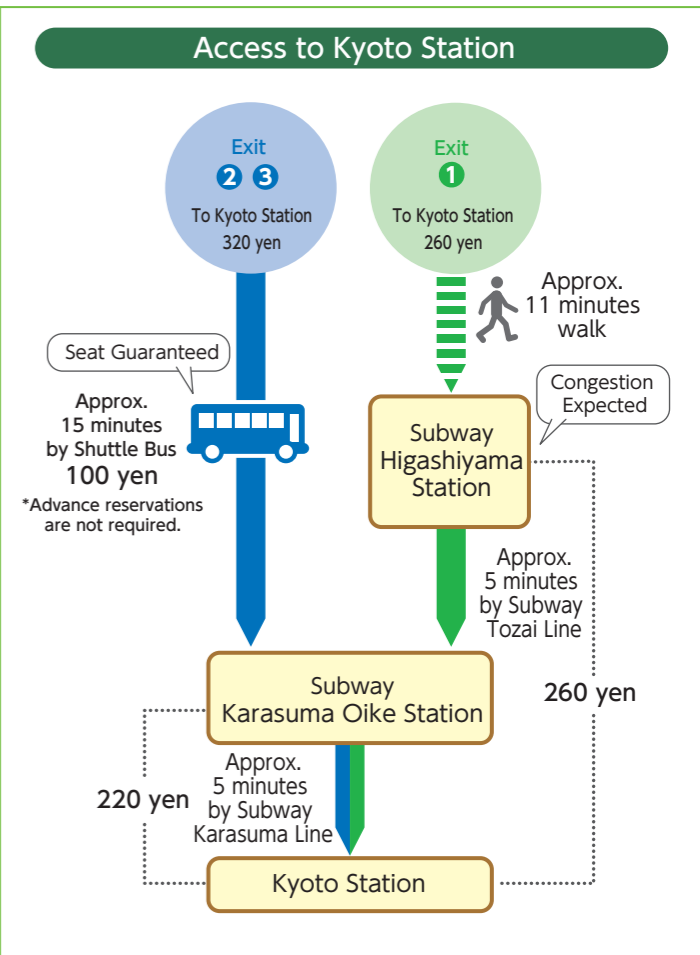 Access to Kyoto Station
Exit
2 3
To Kyoto Station
320 yen
Exit
1
To Kyoto Station
260 yen
Approx.
11 minutes
walk
Seat Guaranteed
Approx.
15 minutes
by Shuttle Bus
100 yen
*Advance reservations
are not required.
Congestion
Expected
Subway
Higashiyama
Station
Approx.
5 minutes
by Subway
Tozai Line
Subway
Karasuma Oike Station
260 yen
Approx.
5 minutes
by Subway
Karasuma Line
220 yen
Kyoto Station